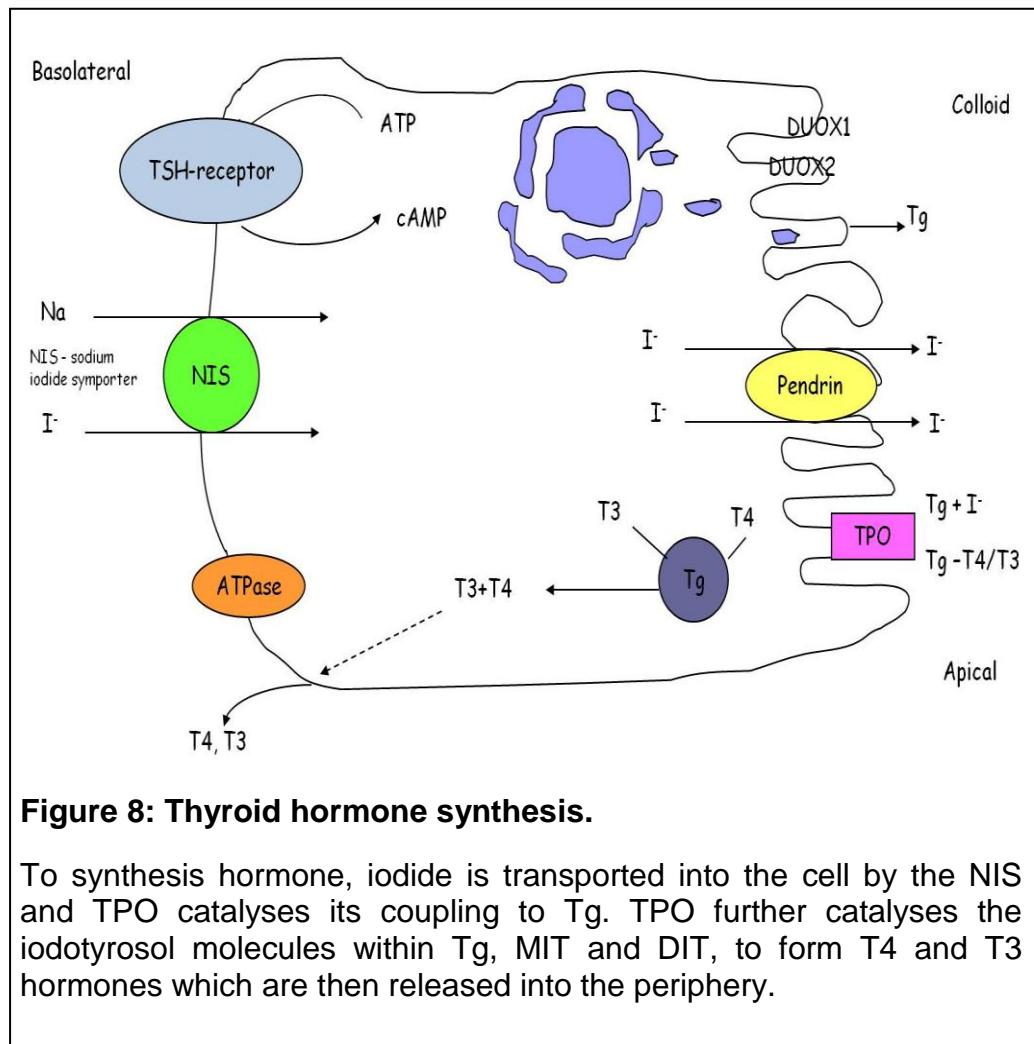 Basolateral
Colloid
ATP
DUOX1
TSH-receptor
DUOX2
cAMP
Tg
Na
NIS - sodium
iodide symporter
NIS
I-
I-
I-
Pendrin
I-
I-
T3
T4
Tg + I-
TPO
Tg -T4/T3
ATPase
T3+T4
Tg
Apical
T4, T3
Figure 8: Thyroid hormone synthesis.
To synthesis hormone, iodide is transported into the cell by the NIS
and TPO catalyses its coupling to Tg. TPO further catalyses the
iodotyrosol molecules within Tg, MIT and DIT, to form T4 and T3
hormones which are then released into the periphery.